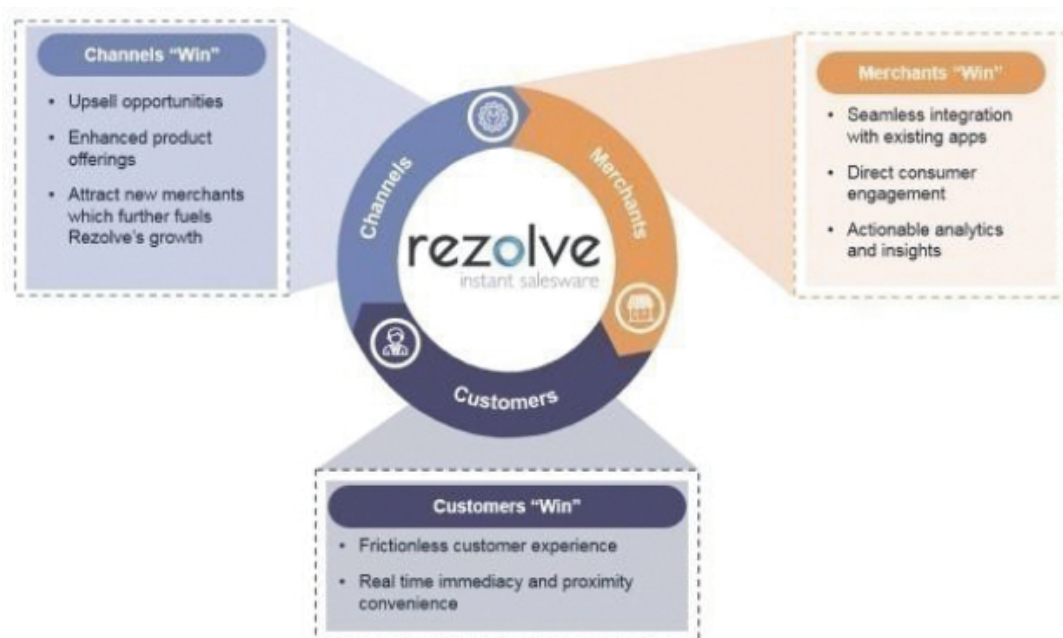 Channels “Win”
• Upsell opportunities
• Enhanced product
offerings
• Attract new merchants
which further fuels
Rezolve's growth
Merchants “Win”
• Seamless integration
with existing apps
• Direct consumer
engagement
• Actionable analytics
and insights
Channels
Merchants
rezolve
instant salesware
Customers
Customers “Win”
• Frictionless customer experience
• Real time immediacy and proximity
convenience